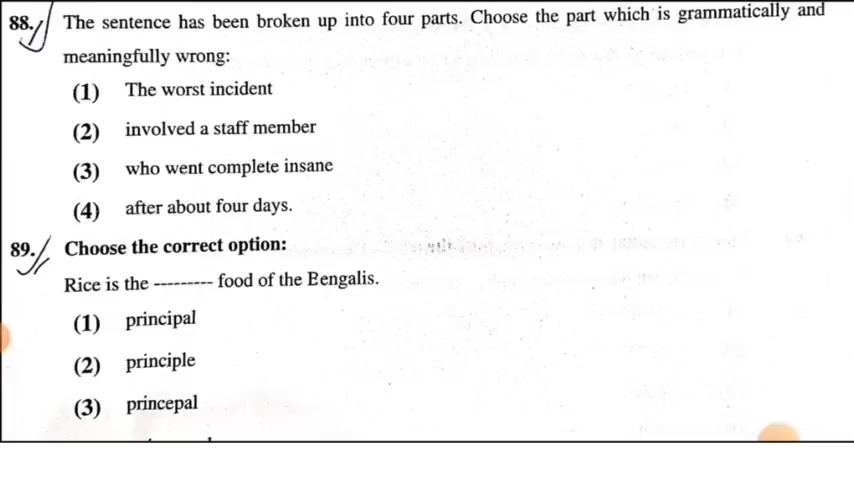 88. The sentence has been broken up into four parts. Choose the part which is grammatically and
meaningfully wrong:
(1) The worst incident
(2) involved a staff member
(3) who went complete insane
(4) after about four days.
89. Choose the correct option:
Rice is the --------- food of the Bengalis.
(1) principal
(2) principle
(3) princepal